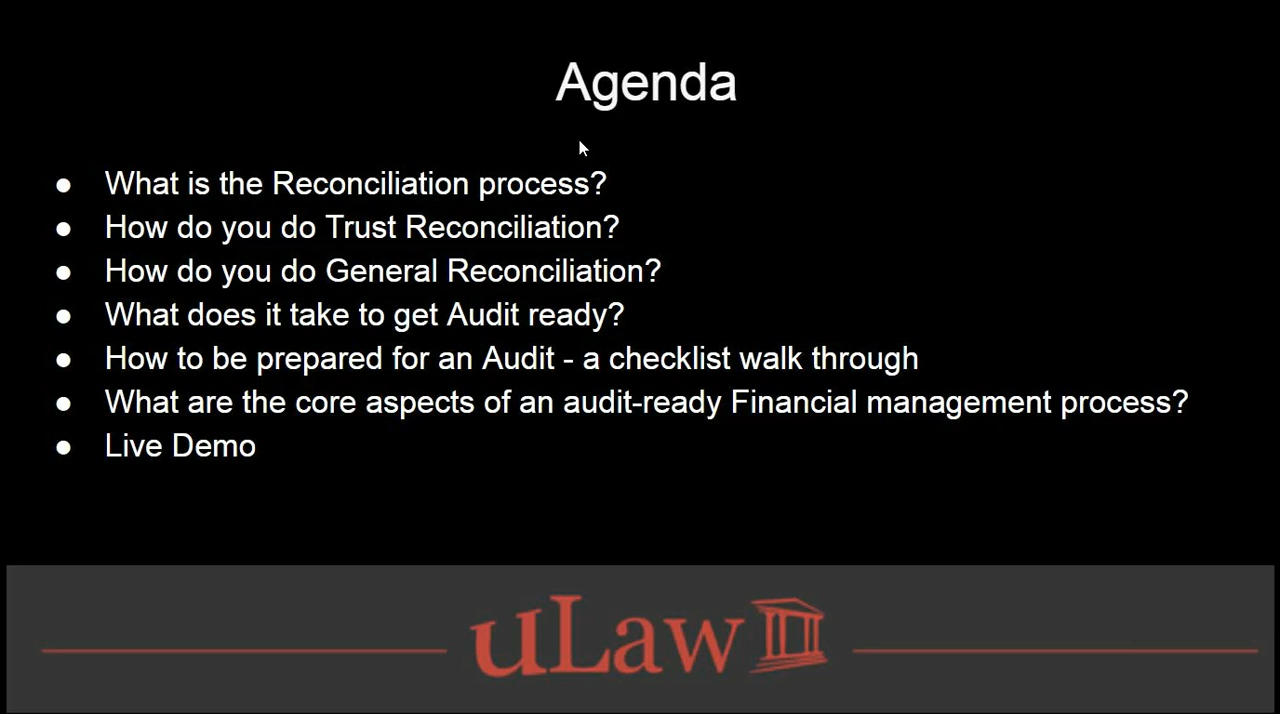 Agenda
● What is the Reconciliation process?
● How do you do Trust Reconciliation?
● How do you do General Reconciliation?
● What does it take to get Audit ready?
● How to be prepared for an Audit - a checklist walk through
● What are the core aspects of an audit-ready Financial management process?
● Live Demo
uLaw